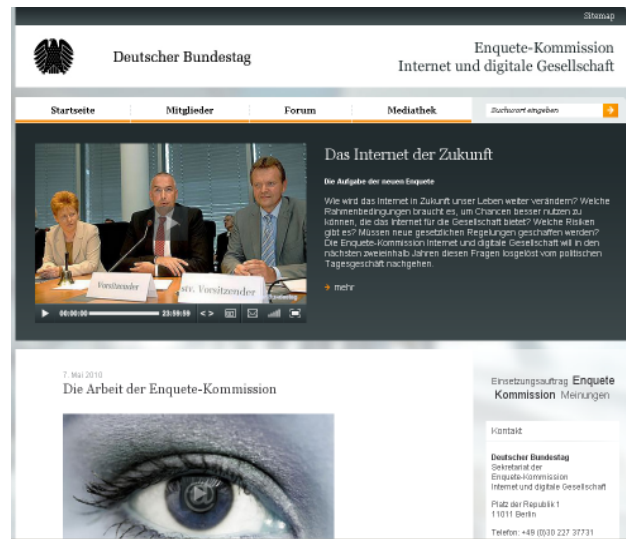 Sitemap
Deutscher Bundestag
Enquete-Kommission
Internet und digitale Gesellschaft
Startseite
Mitglieder
Forum
Mediathek
Suchwort eingeben
Das Internet der Zukunft
Die Aufgabe der neuen Enquete
Wie wird das Internet in Zukunft unser Leben weiter verändern? Welche
Rahmenbedingungen braucht es, um Chancen besser nutzen zu
können, die das Internet für die Gesellschaft bietet? Welche Risiken
gibt es? Müssen neue gesetzlichen Regelungen geschaffen werden?
Die Enquete-Kommission Internet und digitale Gesellschaft will in den
nächsten zweieinhalb Jahren diesen Fragen losgelöst vom politischen
Tagesgeschäft nachgehen.
mehr
Vorsitzender
stv. Vorsitzender
00:00:00
23:59:59
7. Mai 2010
Die Arbeit der Enquete-Kommission
Einsetzungsauftrag Enquete
Kommission Meinungen
Kontakt
Deutscher Bundestag
Sekretariat der
Enquete-Kommission
Internet und digitale Gesellschaft
Platz der Republik 1
11011 Berlin
Telefon: +49 (0)30 227 37731